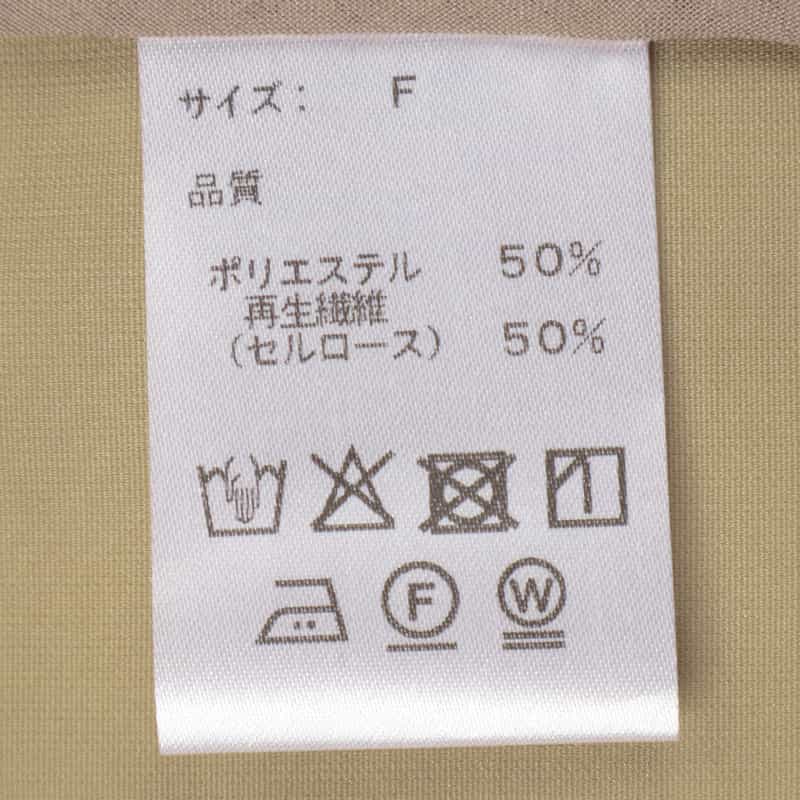 サイズ： F
品質
ポリエステル 50%
再生繊維
（セルロース） 50%
F W